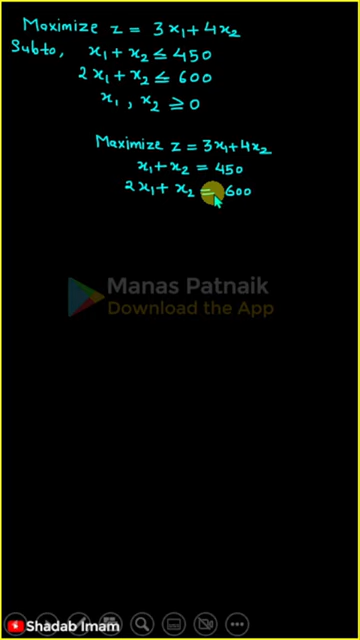 Maximize z = 3x₁+4x₂
Subto, x₁+x₂ ≤ 450
2x₁+x₂ ≤ 600
x₁, x₂ ≥ 0
Maximize z = 3x₁+4x₂
x₁+x₂ = 450
2x₁+x₂ = 600
Manas Patnaik
Download the App
Shadab Imam